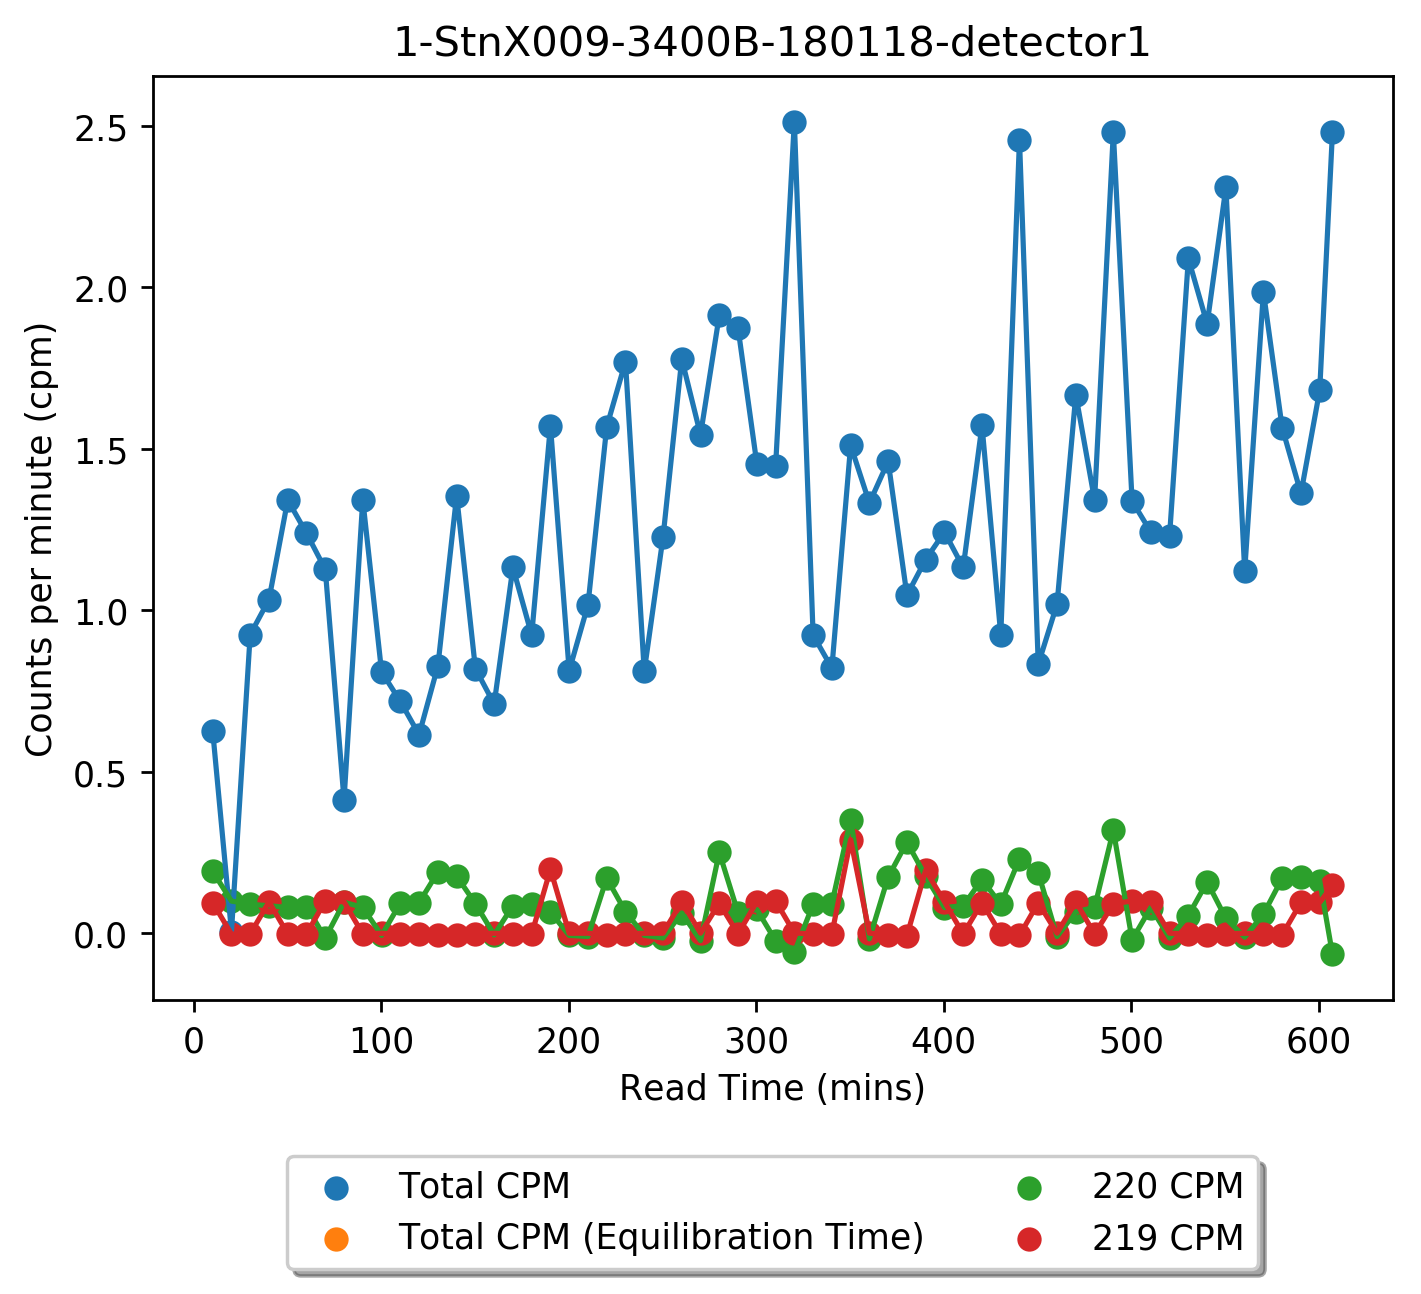 1-StnX009-3400B-180118-detector1
Counts per minute (cpm)
2.5
2.0
1.5
1.0
0.5
0.0
0 100 200 300 400 500 600
Read Time (mins)
Total CPM
Total CPM (Equilibration Time)
220 CPM
219 CPM